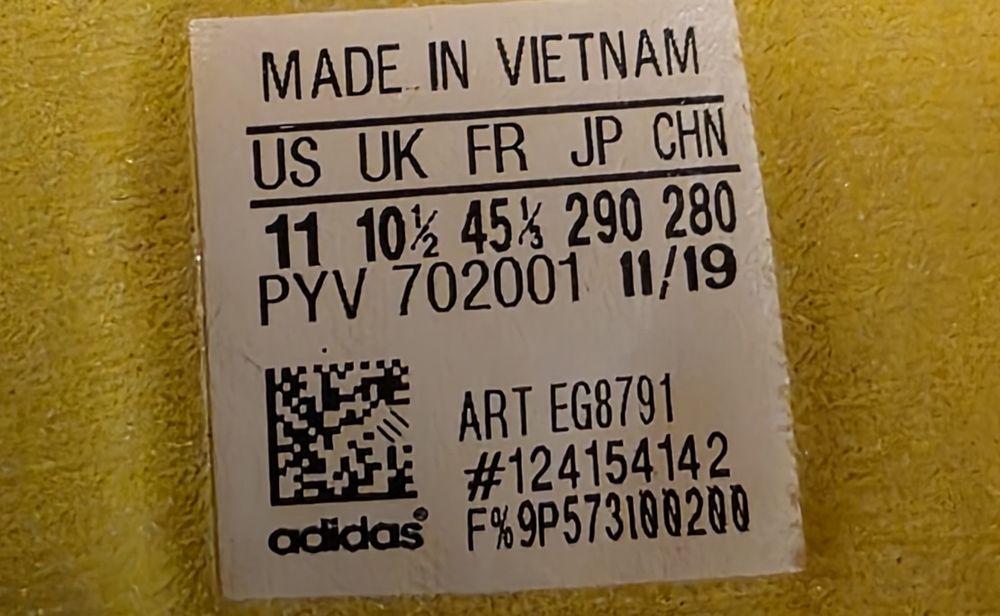 MADE IN VIETNAM
US UK FR JP CHN
11 10½ 45⅓ 290 280
PYV 702001 11/19
ART EG8791
#124154142
F%9P573100200
adidas®